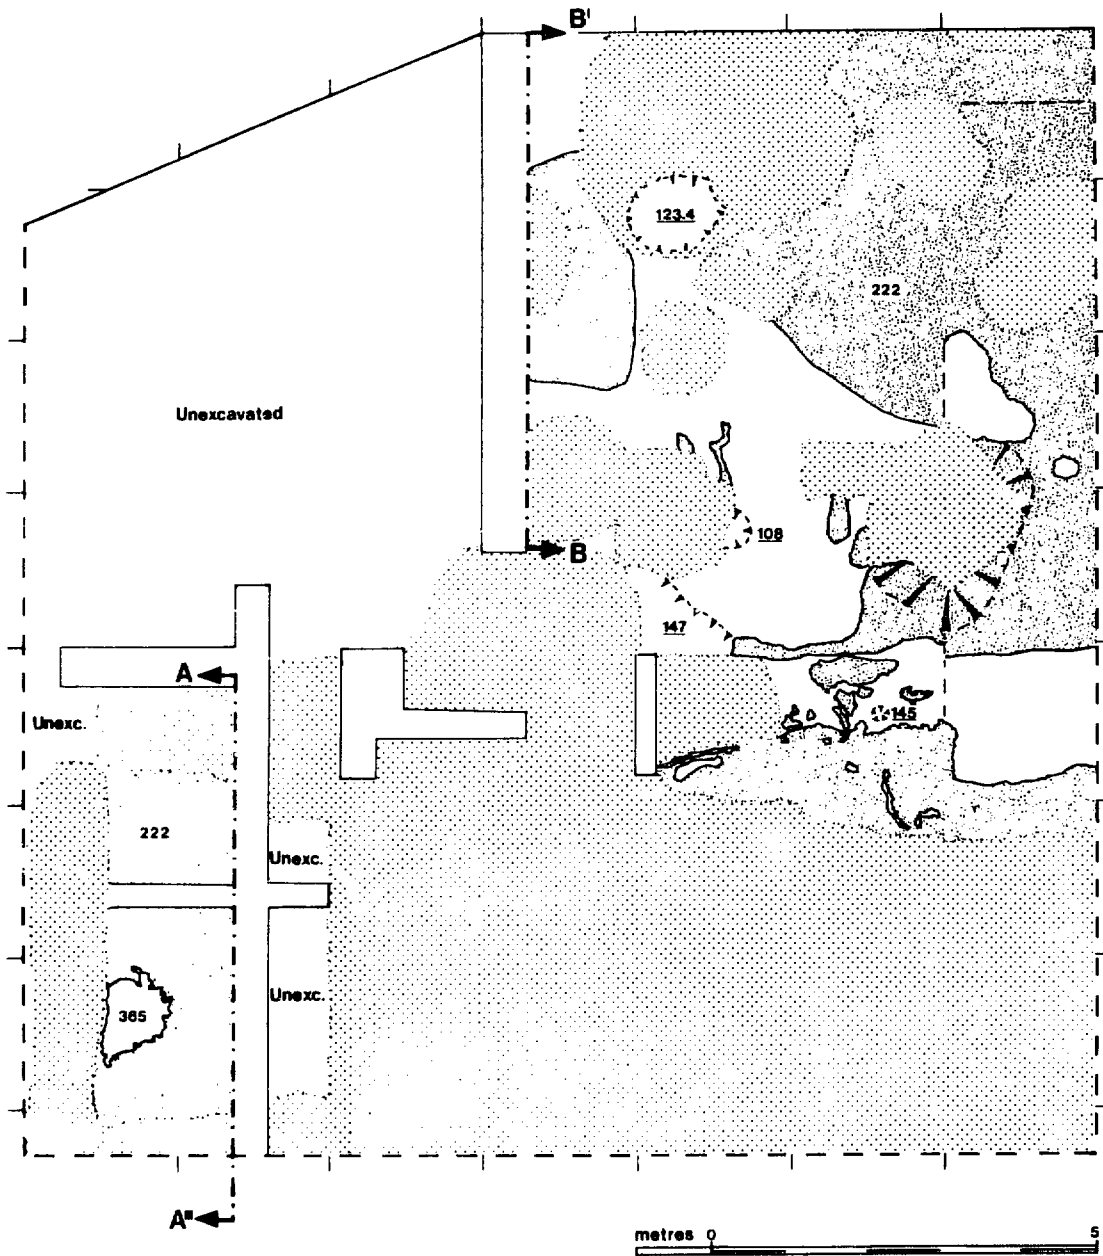 B'
123.4
222
Unexcavated
B
108
147
A
Unexc.
145
222
Unexc.
365
Unexc.
A"
metres 0 5